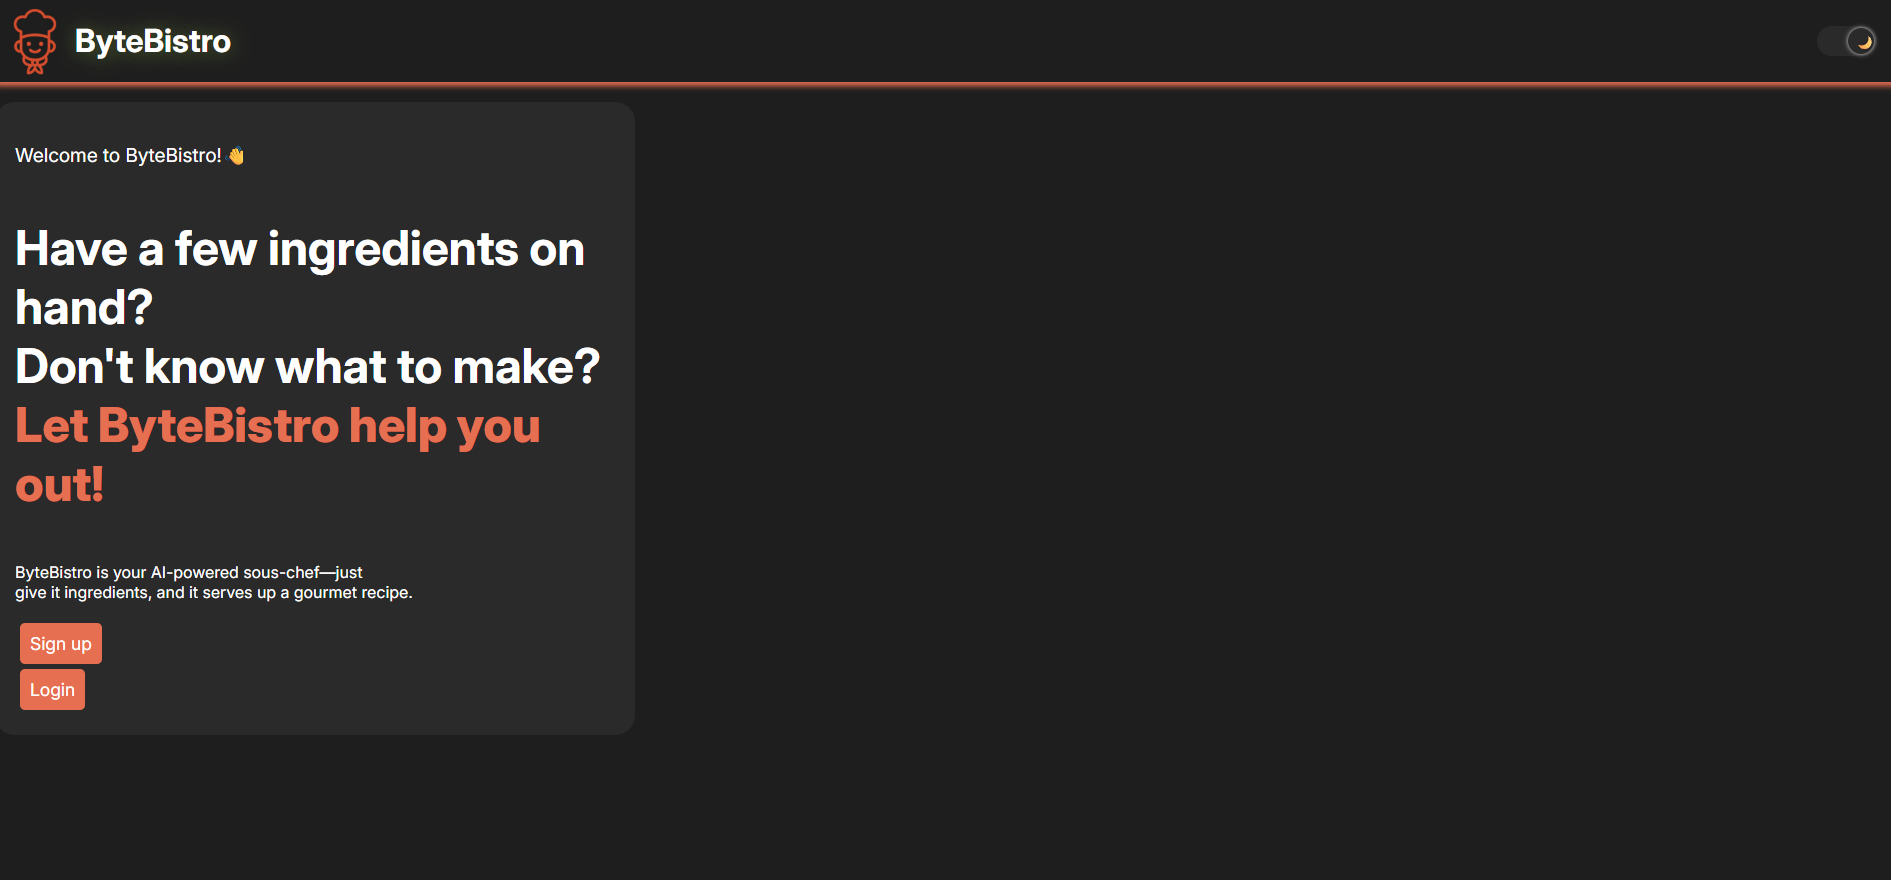 ByteBistro
Welcome to ByteBistro! 👋
Have a few ingredients on
hand?
Don't know what to make?
Let ByteBistro help you
out!
ByteBistro is your AI-powered sous-chef—just
give it ingredients, and it serves up a gourmet recipe.
Sign up
Login